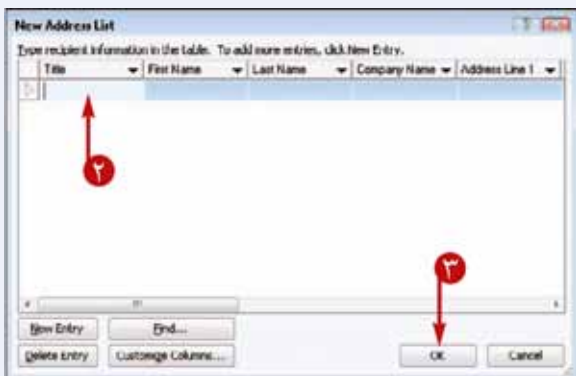 New Address List
Type recipient information in the table. To add more entries, click New Entry.
Title First Name Last Name Company Name Address Line 1
٢
٣
New Entry Find...
Delete Entry Customize Columns... OK Cancel